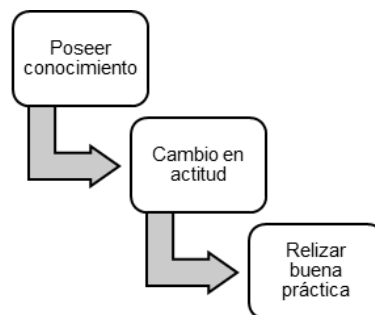 Poseer
conocimiento
Cambio en
actitud
Relizar
buena
práctica